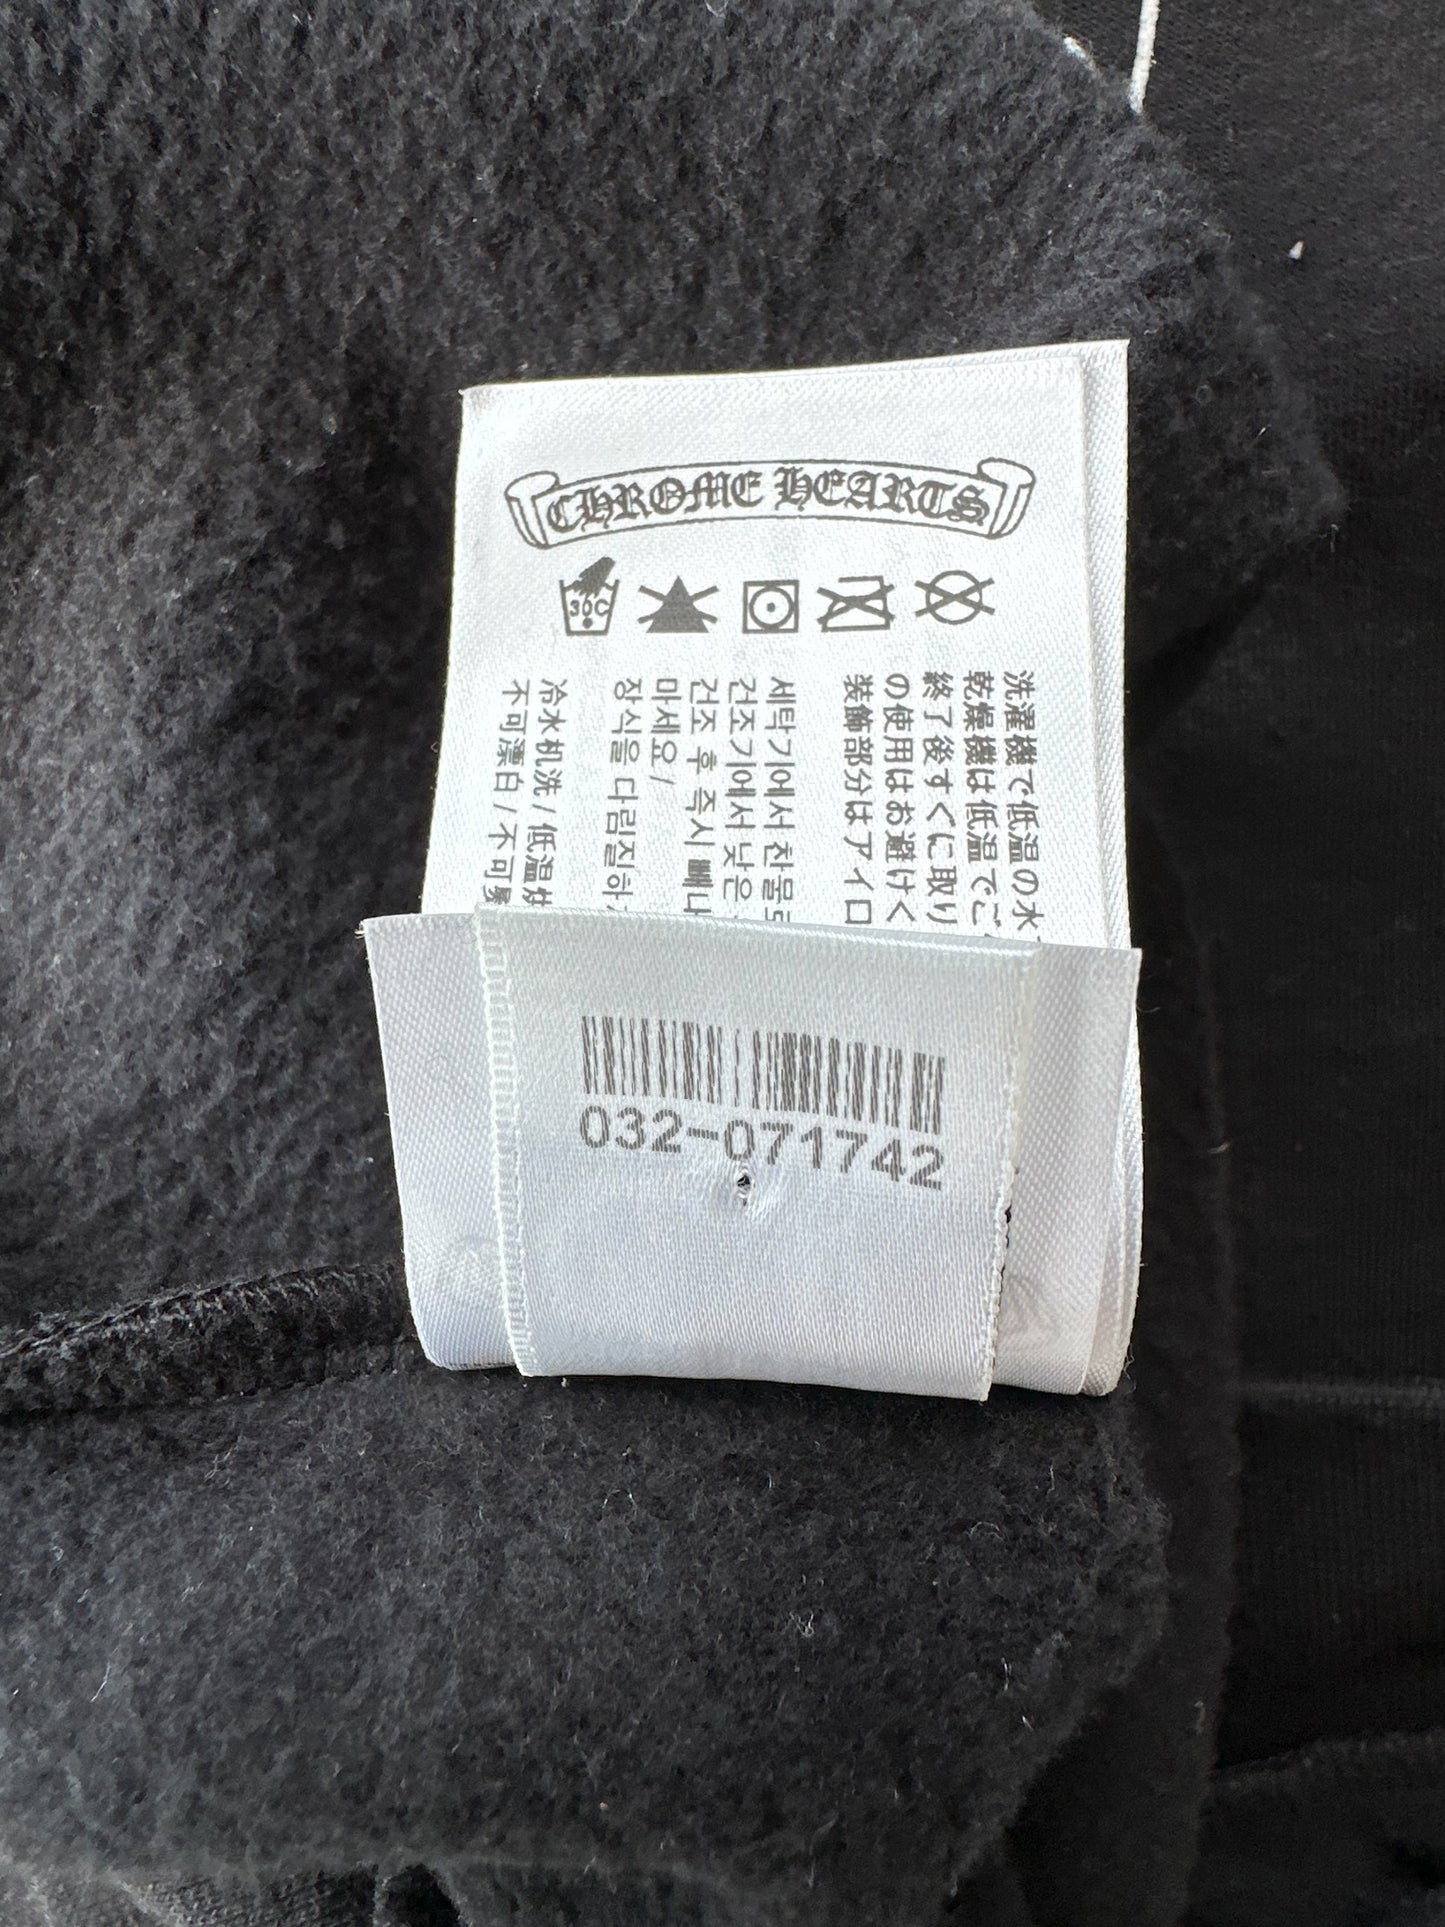 CHROME HEARTS
30C
洗濯機で低温の水
乾燥機は低温でご
終了後すぐに取り
の使用はお避けく
装飾部分はアイロ
세탁기에서 찬물로
건조기에서 낮은
건조 후 즉시 빼나
마세요 /
장식을 다림질하
冷水机洗 / 低温烘
不可漂白 / 不可熨
032-071742